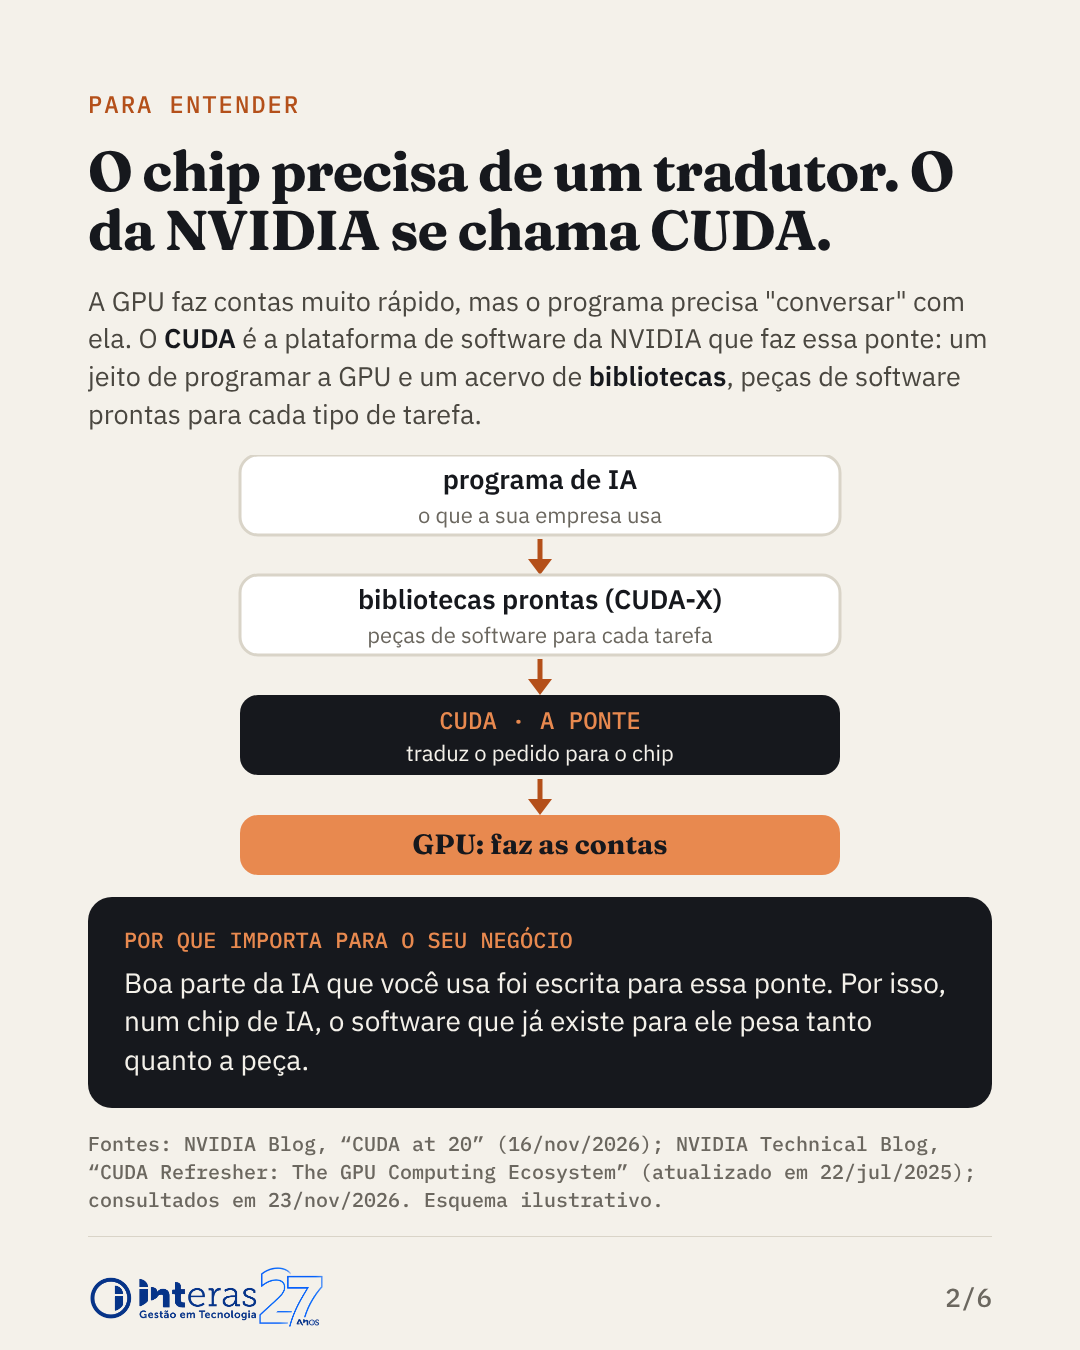 PARA ENTENDER
O chip precisa de um tradutor. O
da NVIDIA se chama CUDA.
A GPU faz contas muito rápido, mas o programa precisa "conversar" com
ela. O CUDA é a plataforma de software da NVIDIA que faz essa ponte: um
jeito de programar a GPU e um acervo de bibliotecas, peças de software
prontas para cada tipo de tarefa.
programa de IA
o que a sua empresa usa
bibliotecas prontas (CUDA-X)
peças de software para cada tarefa
CUDA · A PONTE
traduz o pedido para o chip
GPU: faz as contas
POR QUE IMPORTA PARA O SEU NEGÓCIO
Boa parte da IA que você usa foi escrita para essa ponte. Por isso,
num chip de IA, o software que já existe para ele pesa tanto
quanto a peça.
Fontes: NVIDIA Blog, “CUDA at 20” (16/nov/2026); NVIDIA Technical Blog,
“CUDA Refresher: The GPU Computing Ecosystem” (atualizado em 22/jul/2025);
consultados em 23/nov/2026. Esquema ilustrativo.
interas 27
Gestão em Tecnologia ANOS
2/6